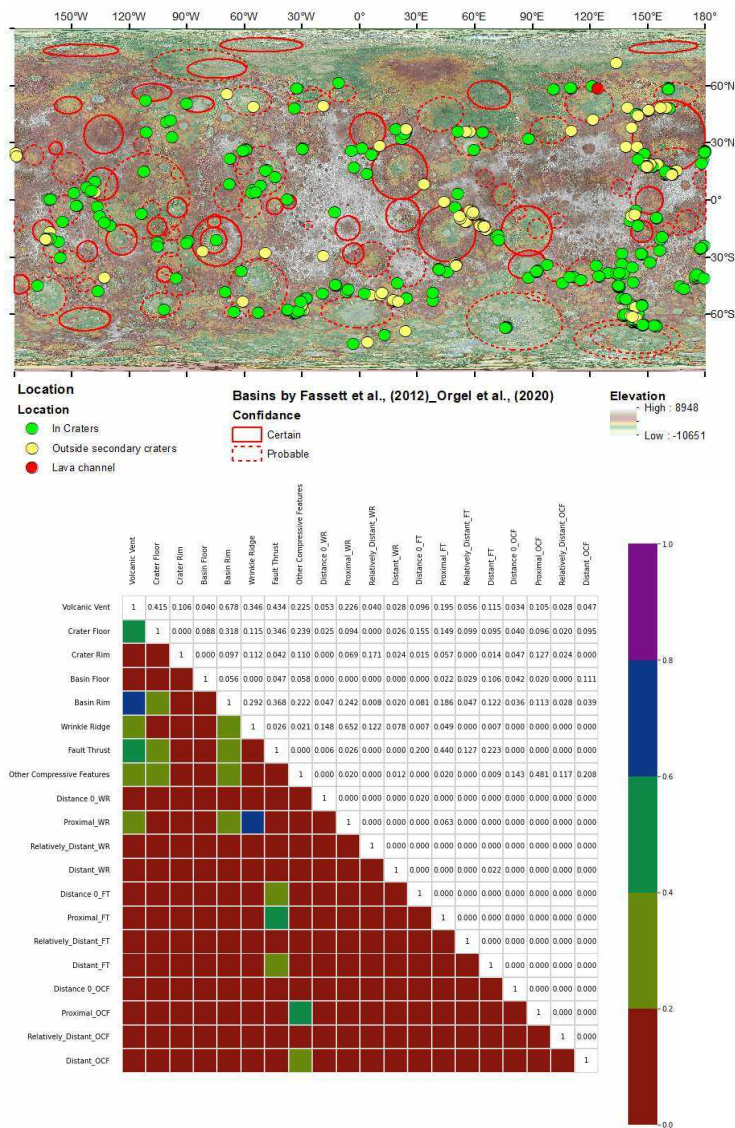 150°W 120°W 90°W 60°W 30°W 0° 30°E 60°E 90°E 120°E 150°E 180°
60°N
30°N
0°
30°S
60°S
Location
Location
In Craters
Outside secondary craters
Lava channel
Basins by Fassett et al., (2012)_Orgel et al., (2020)
Confidance
Certain
Probable
Elevation
High : 8948
Low : -10651
Volcanic Vent
Crater Floor
Crater Rim
Basin Floor
Basin Rim
Wrinkle Ridge
Fault Thrust
Other Compressive Features
Distance 0_WR
Proximal_WR
Relatively_Distant_WR
Distant_WR
Distance 0_FT
Proximal_FT
Relatively_Distant_FT
Distant_FT
Distance 0_OCF
Proximal_OCF
Relatively_Distant_OCF
Distant_OCF
Volcanic Vent 1 0.415 0.106 0.040 0.678 0.346 0.434 0.225 0.053 0.226 0.040 0.028 0.096 0.195 0.056 0.115 0.034 0.105 0.028 0.047
Crater Floor 1 0.000 0.088 0.318 0.115 0.346 0.239 0.025 0.094 0.000 0.026 0.155 0.149 0.099 0.095 0.040 0.096 0.020 0.095
Crater Rim 1 0.000 0.097 0.112 0.042 0.110 0.000 0.069 0.171 0.024 0.015 0.057 0.000 0.014 0.047 0.127 0.024 0.000
Basin Floor 1 0.056 0.000 0.047 0.058 0.000 0.000 0.000 0.000 0.000 0.022 0.029 0.106 0.042 0.020 0.000 0.111
Basin Rim 1 0.292 0.368 0.222 0.047 0.242 0.008 0.020 0.081 0.186 0.047 0.122 0.036 0.113 0.028 0.039
Wrinkle Ridge 1 0.026 0.021 0.148 0.652 0.122 0.078 0.007 0.049 0.000 0.007 0.000 0.000 0.000 0.000
Fault Thrust 1 0.000 0.006 0.026 0.000 0.000 0.200 0.440 0.127 0.223 0.000 0.000 0.000 0.000
Other Compressive Features 1 0.000 0.020 0.000 0.012 0.000 0.020 0.000 0.009 0.143 0.481 0.117 0.208
Distance 0_WR 1 0.000 0.000 0.000 0.020 0.000 0.000 0.000 0.000 0.000 0.000 0.000
Proximal_WR 1 0.000 0.000 0.000 0.063 0.000 0.000 0.000 0.000 0.000 0.000
Relatively_Distant_WR 1 0.000 0.000 0.000 0.000 0.000 0.000 0.000 0.000 0.000
Distant_WR 1 0.000 0.000 0.000 0.022 0.000 0.000 0.000 0.000
Distance 0_FT 1 0.000 0.000 0.000 0.000 0.000 0.000 0.000
Proximal_FT 1 0.000 0.000 0.000 0.000 0.000 0.000
Relatively_Distant_FT 1 0.000 0.000 0.000 0.000 0.000
Distant_FT 1 0.000 0.000 0.000 0.000
Distance 0_OCF 1 0.000 0.000 0.000
Proximal_OCF 1 0.000 0.000
Relatively_Distant_OCF 1 0.000
Distant_OCF 1
1.0
0.8
0.6
0.4
0.2
0.0